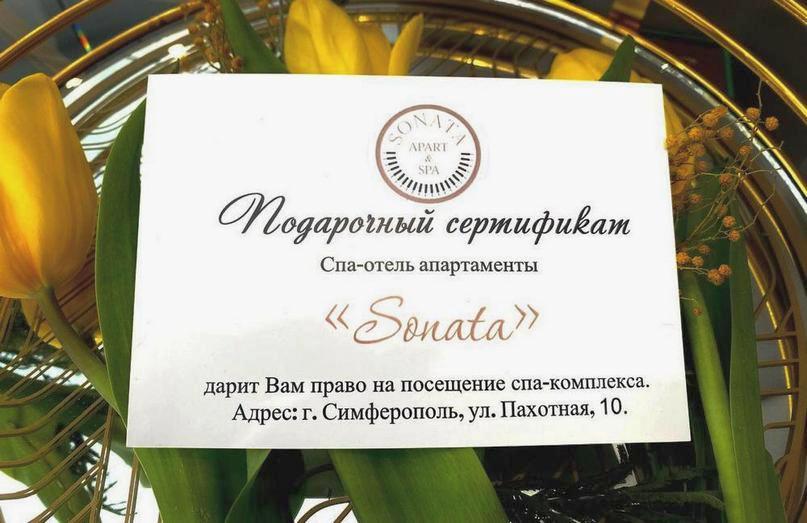 SONATA
APART
&
SPA
Подарочный сертификат
Спа-отель апартаменты
«Sonata»
дарит Вам право на посещение спа-комплекса.
Адрес: г. Симферополь, ул. Пахотная, 10.